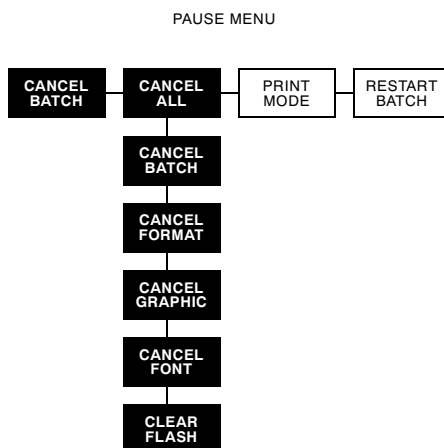 PAUSE MENU
CANCEL
BATCH
CANCEL
ALL
PRINT
MODE
RESTART
BATCH
CANCEL
BATCH
CANCEL
FORMAT
CANCEL
GRAPHIC
CANCEL
FONT
CLEAR
FLASH